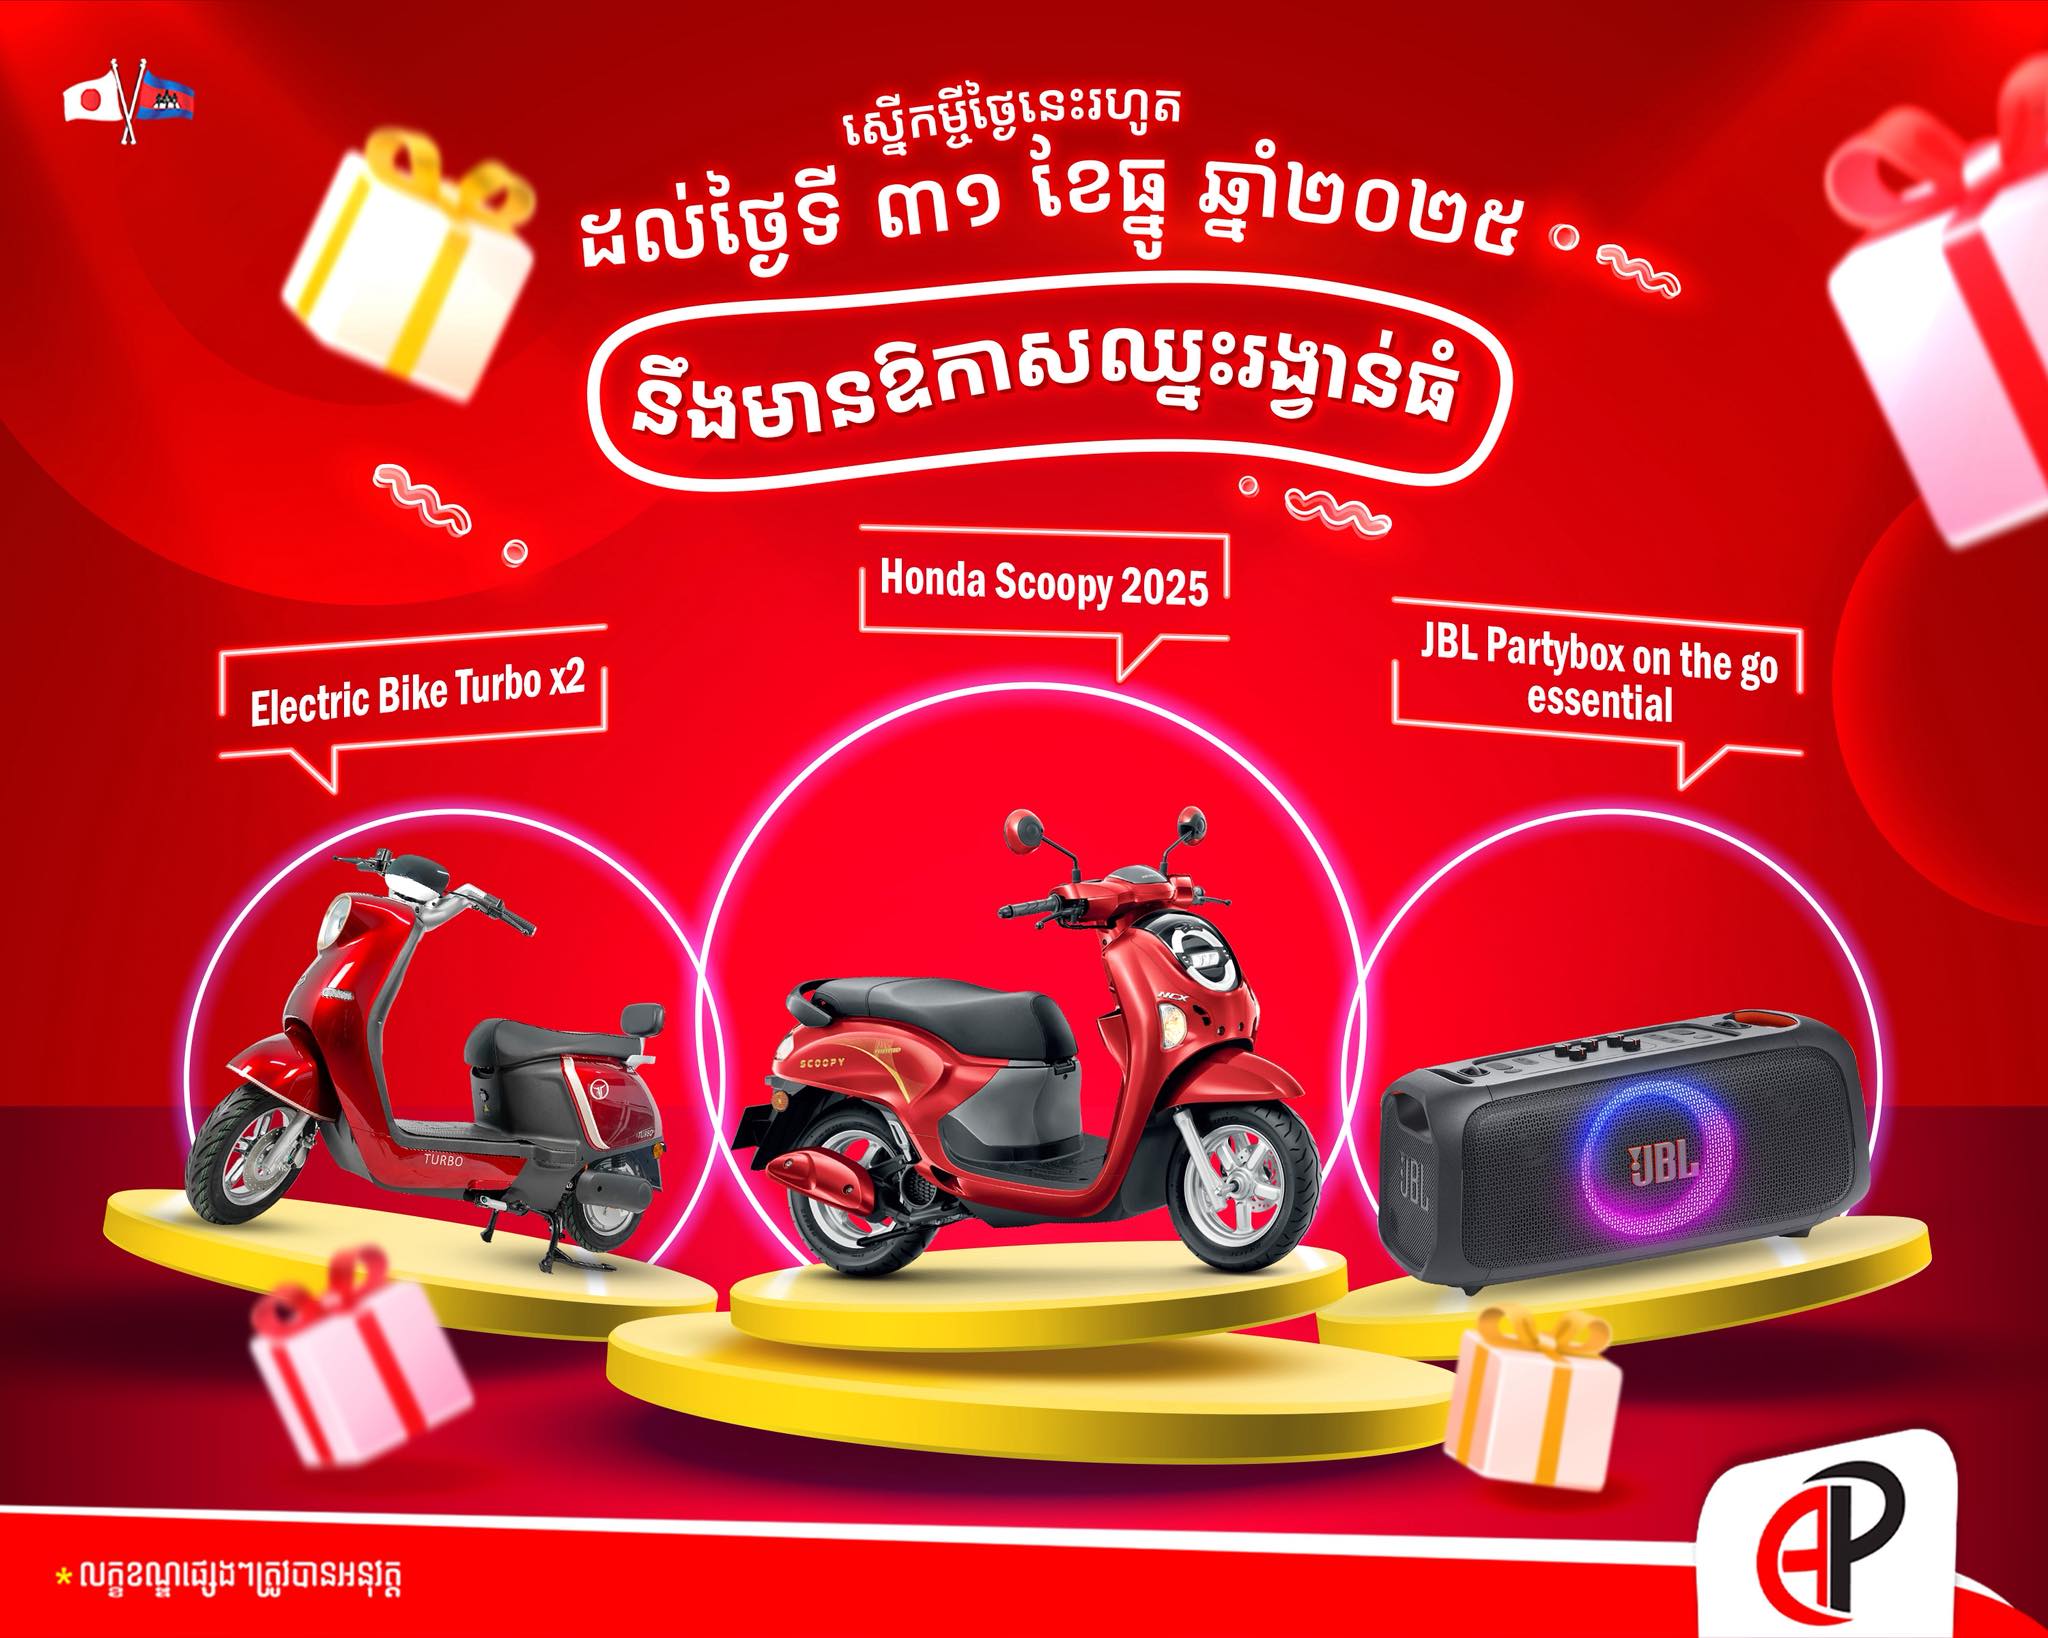 ស្នើកម្ចីថ្ងៃនេះរហូត
ដល់ថ្ងៃទី ៣១ ខែធ្នូ ឆ្នាំ២០២៥
នឹងមានឱកាសឈ្នះរង្វាន់ធំ
Honda Scoopy 2025
Electric Bike Turbo x2
JBL Partybox on the go
essential
SCOOPY
TURBO
TURBO
JBL
JBL
* លក្ខខណ្ឌផ្សេងៗត្រូវបានអនុវត្ត